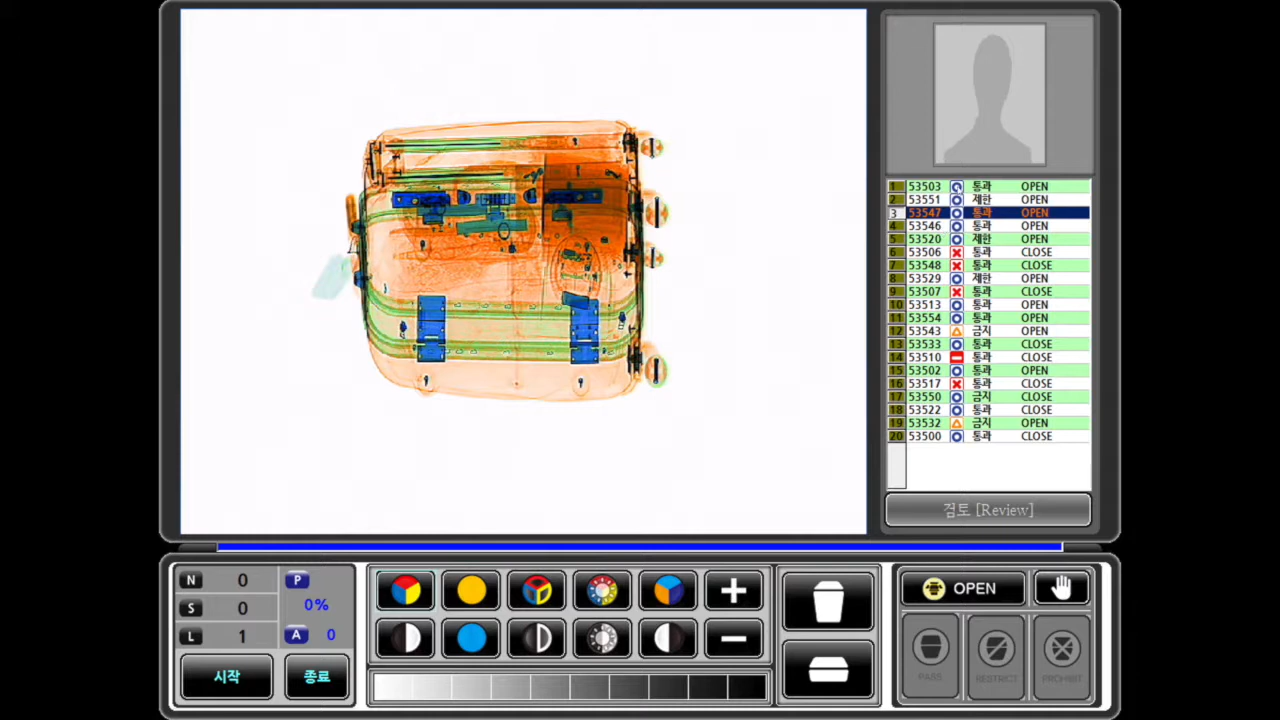 1 53503 통과 OPEN
2 53551 제한 OPEN
3 53547 통과 OPEN
4 53546 통과 OPEN
5 53520 제한 OPEN
6 53506 통과 CLOSE
7 53548 통과 CLOSE
8 53529 제한 OPEN
9 53507 통과 CLOSE
10 53513 통과 OPEN
11 53554 통과 OPEN
12 53543 금지 OPEN
13 53533 통과 CLOSE
14 53510 통과 CLOSE
15 53502 통과 OPEN
16 53517 통과 CLOSE
17 53550 금지 CLOSE
18 53522 통과 CLOSE
19 53532 금지 OPEN
20 53500 통과 CLOSE
검토 [Review]
N 0 P
0%
S 0
L 1 A 0
시작 종료
OPEN
PASS RESTRICT PROHIBIT